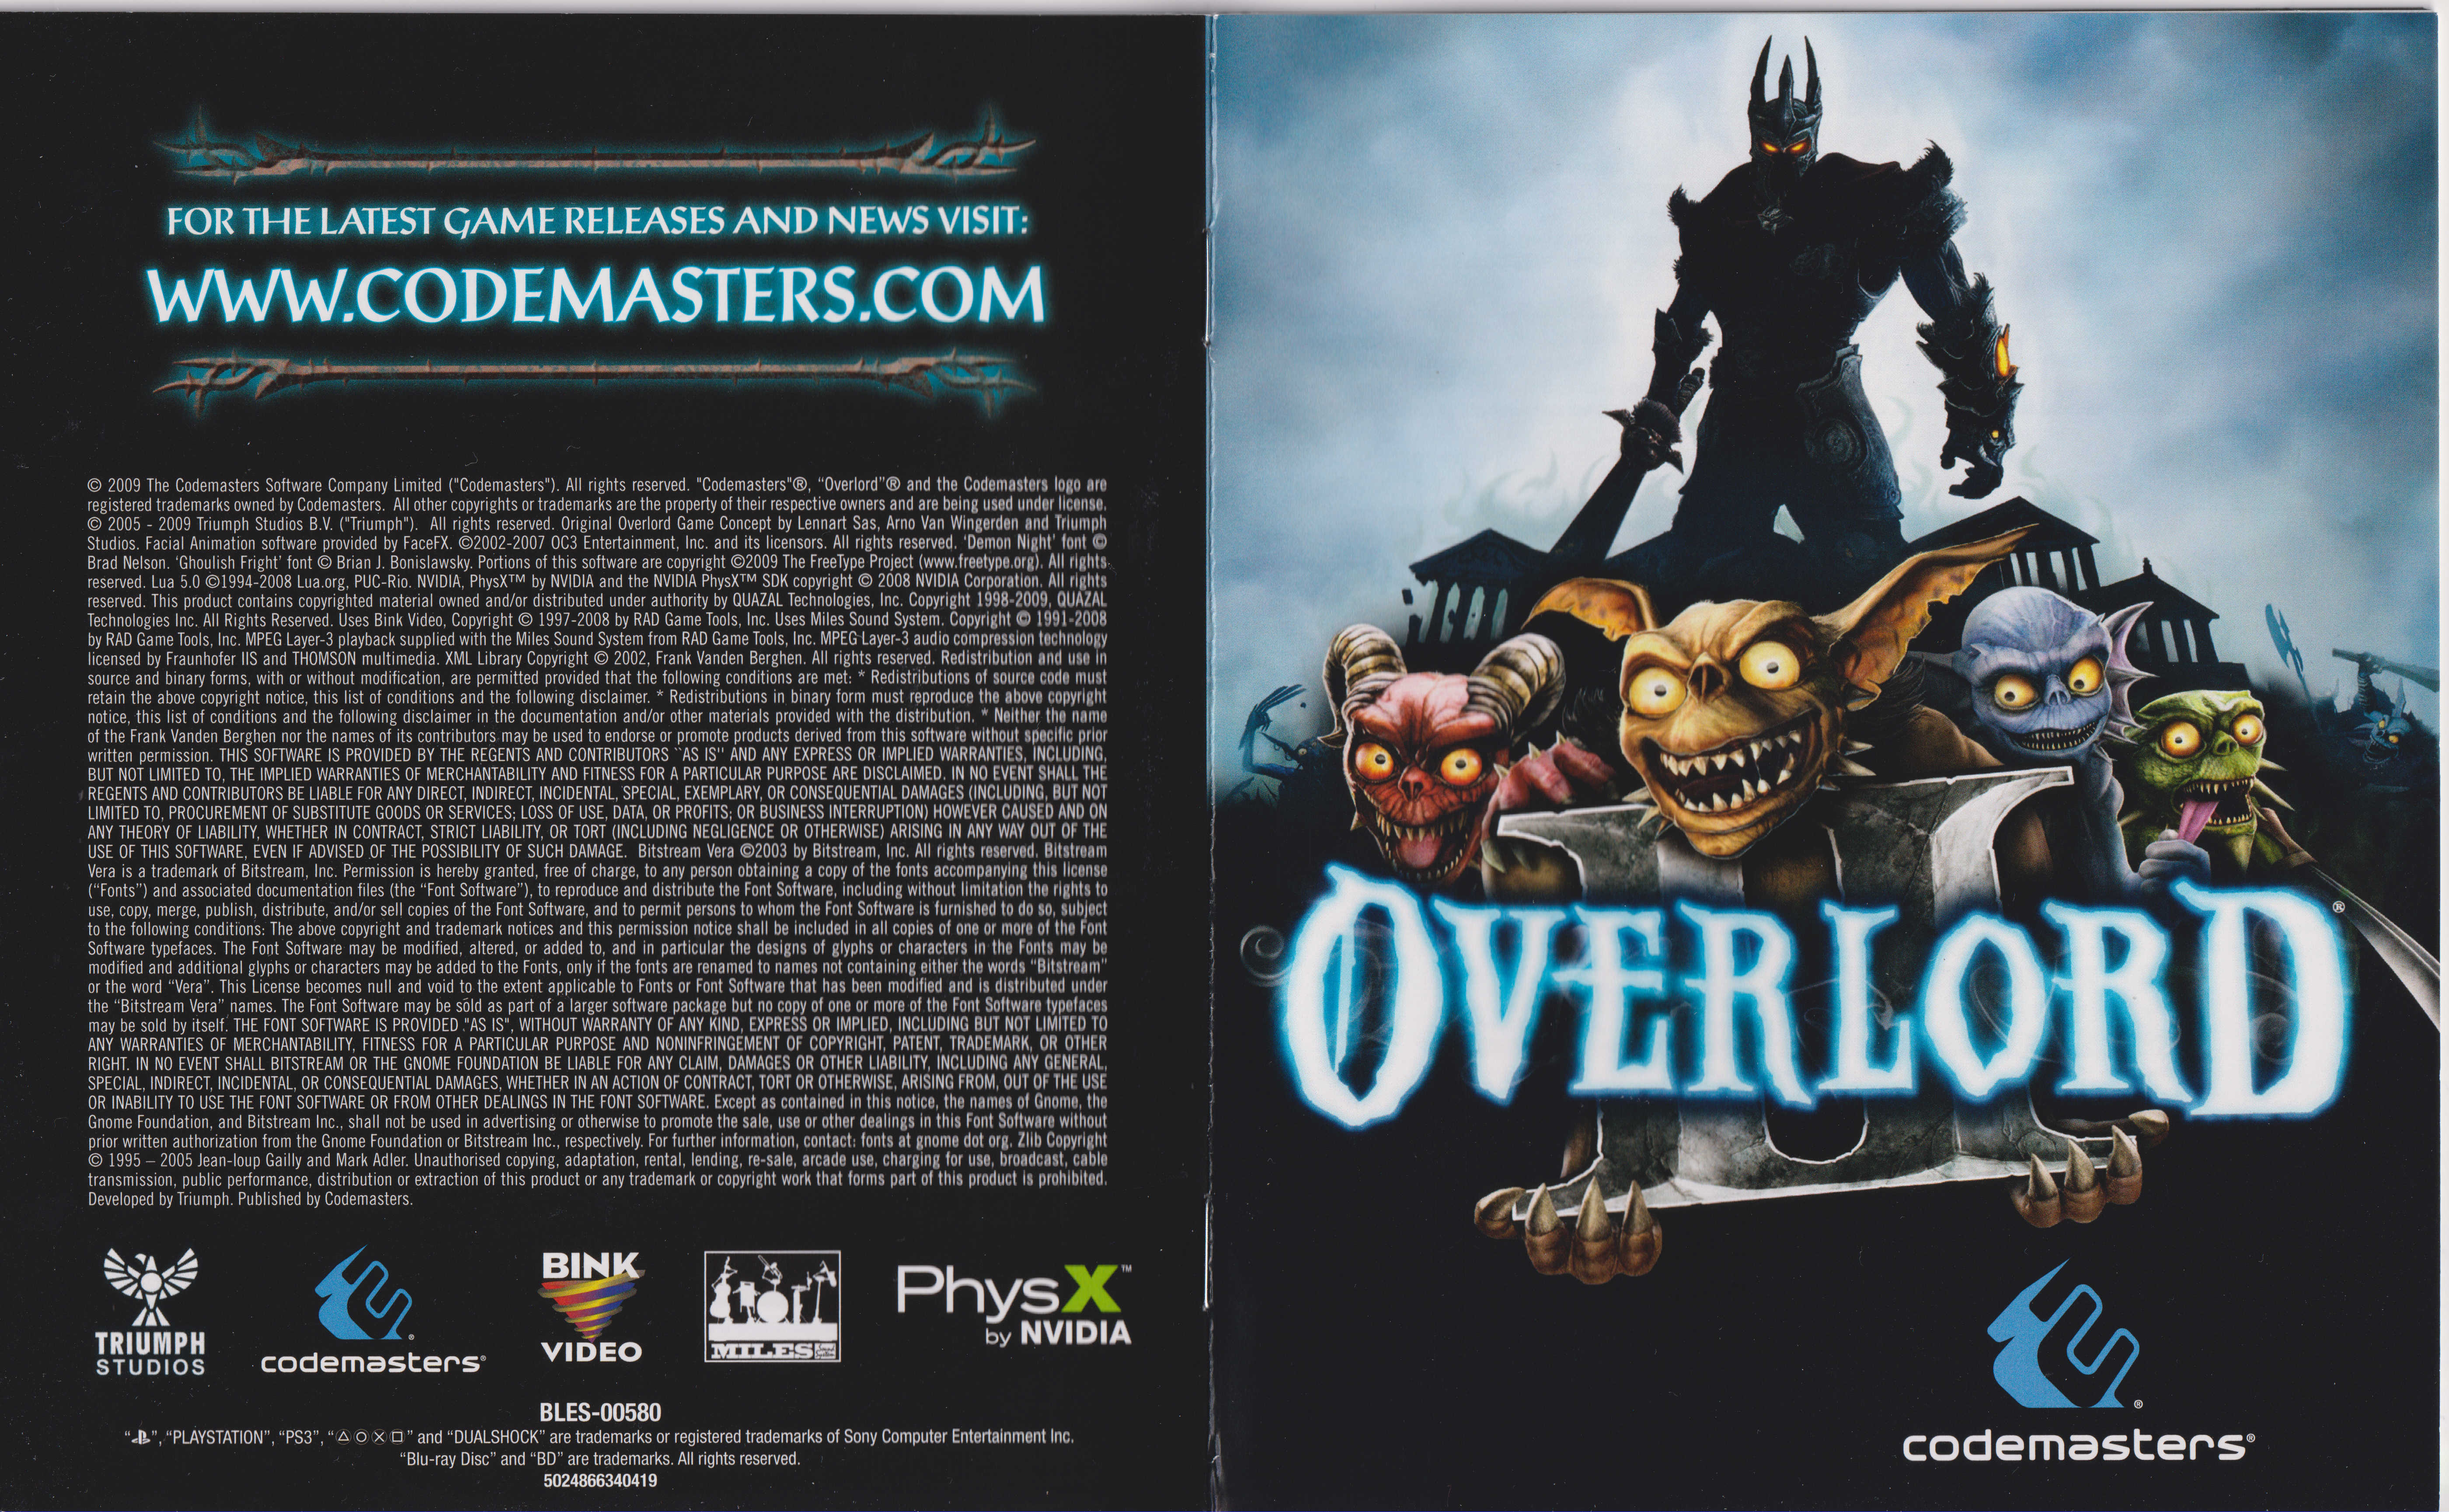 FOR THE LATEST GAME RELEASES AND NEWS VISIT:
WWW.CODEMASTERS.COM
© 2009 The Codemasters Software Company Limited ("Codemasters"). All rights reserved. "Codemasters"®, “Overlord”® and the Codemasters logo are
registered trademarks owned by Codemasters. All other copyrights or trademarks are the property of their respective owners and are being used under license.
© 2005 - 2009 Triumph Studios B.V. ("Triumph"). All rights reserved. Original Overlord Game Concept by Lennart Sas, Arno Van Wingerden and Triumph
Studios. Facial Animation software provided by FaceFX. ©2002-2007 OC3 Entertainment, Inc. and its licensors. All rights reserved. ‘Demon Night’ font ©
Brad Nelson. ‘Ghoulish Fright’ font © Brian J. Bonislawsky. Portions of this software are copyright ©2009 The FreeType Project (www.freetype.org). All rights
reserved. Lua 5.0 ©1994-2008 Lua.org, PUC-Rio. NVIDIA, PhysX™ by NVIDIA and the NVIDIA PhysX™ SDK copyright © 2008 NVIDIA Corporation. All rights
reserved. This product contains copyrighted material owned and/or distributed under authority by QUAZAL Technologies, Inc. Copyright 1998-2009, QUAZAL
Technologies Inc. All Rights Reserved. Uses Bink Video, Copyright © 1997-2008 by RAD Game Tools, Inc. Uses Miles Sound System. Copyright © 1991-2008
by RAD Game Tools, Inc. MPEG Layer-3 playback supplied with the Miles Sound System from RAD Game Tools, Inc. MPEG Layer-3 audio compression technology
licensed by Fraunhofer IIS and THOMSON multimedia. XML Library Copyright © 2002, Frank Vanden Berghen. All rights reserved. Redistribution and use in
source and binary forms, with or without modification, are permitted provided that the following conditions are met: * Redistributions of source code must
retain the above copyright notice, this list of conditions and the following disclaimer. * Redistributions in binary form must reproduce the above copyright
notice, this list of conditions and the following disclaimer in the documentation and/or other materials provided with the distribution. * Neither the name
of the Frank Vanden Berghen nor the names of its contributors may be used to endorse or promote products derived from this software without specific prior
written permission. THIS SOFTWARE IS PROVIDED BY THE REGENTS AND CONTRIBUTORS ``AS IS'' AND ANY EXPRESS OR IMPLIED WARRANTIES, INCLUDING,
BUT NOT LIMITED TO, THE IMPLIED WARRANTIES OF MERCHANTABILITY AND FITNESS FOR A PARTICULAR PURPOSE ARE DISCLAIMED. IN NO EVENT SHALL THE
REGENTS AND CONTRIBUTORS BE LIABLE FOR ANY DIRECT, INDIRECT, INCIDENTAL, SPECIAL, EXEMPLARY, OR CONSEQUENTIAL DAMAGES (INCLUDING, BUT NOT
LIMITED TO, PROCUREMENT OF SUBSTITUTE GOODS OR SERVICES; LOSS OF USE, DATA, OR PROFITS; OR BUSINESS INTERRUPTION) HOWEVER CAUSED AND ON
ANY THEORY OF LIABILITY, WHETHER IN CONTRACT, STRICT LIABILITY, OR TORT (INCLUDING NEGLIGENCE OR OTHERWISE) ARISING IN ANY WAY OUT OF THE
USE OF THIS SOFTWARE, EVEN IF ADVISED OF THE POSSIBILITY OF SUCH DAMAGE. Bitstream Vera ©2003 by Bitstream, Inc. All rights reserved. Bitstream
Vera is a trademark of Bitstream, Inc. Permission is hereby granted, free of charge, to any person obtaining a copy of the fonts accompanying this license
(“Fonts”) and associated documentation files (the “Font Software”), to reproduce and distribute the Font Software, including without limitation the rights to
use, copy, merge, publish, distribute, and/or sell copies of the Font Software, and to permit persons to whom the Font Software is furnished to do so, subject
to the following conditions: The above copyright and trademark notices and this permission notice shall be included in all copies of one or more of the Font
Software typefaces. The Font Software may be modified, altered, or added to, and in particular the designs of glyphs or characters in the Fonts may be
modified and additional glyphs or characters may be added to the Fonts, only if the fonts are renamed to names not containing either the words “Bitstream”
or the word “Vera”. This License becomes null and void to the extent applicable to Fonts or Font Software that has been modified and is distributed under
the “Bitstream Vera” names. The Font Software may be sold as part of a larger software package but no copy of one or more of the Font Software typefaces
may be sold by itself. THE FONT SOFTWARE IS PROVIDED "AS IS", WITHOUT WARRANTY OF ANY KIND, EXPRESS OR IMPLIED, INCLUDING BUT NOT LIMITED TO
ANY WARRANTIES OF MERCHANTABILITY, FITNESS FOR A PARTICULAR PURPOSE AND NONINFRINGEMENT OF COPYRIGHT, PATENT, TRADEMARK, OR OTHER
RIGHT. IN NO EVENT SHALL BITSTREAM OR THE GNOME FOUNDATION BE LIABLE FOR ANY CLAIM, DAMAGES OR OTHER LIABILITY, INCLUDING ANY GENERAL,
SPECIAL, INDIRECT, INCIDENTAL, OR CONSEQUENTIAL DAMAGES, WHETHER IN AN ACTION OF CONTRACT, TORT OR OTHERWISE, ARISING FROM, OUT OF THE USE
OR INABILITY TO USE THE FONT SOFTWARE OR FROM OTHER DEALINGS IN THE FONT SOFTWARE. Except as contained in this notice, the names of Gnome, the
Gnome Foundation, and Bitstream Inc., shall not be used in advertising or otherwise to promote the sale, use or other dealings in this Font Software without
prior written authorization from the Gnome Foundation or Bitstream Inc., respectively. For further information, contact: fonts at gnome dot org. Zlib Copyright
© 1995 – 2005 Jean-loup Gailly and Mark Adler. Unauthorised copying, adaptation, rental, lending, re-sale, arcade use, charging for use, broadcast, cable
transmission, public performance, distribution or extraction of this product or any trademark or copyright work that forms part of this product is prohibited.
Developed by Triumph. Published by Codemasters.
TRIUMPH
STUDIOS
codemasters®
BINK
VIDEO
MILES
PhysX™
by NVIDIA
BLES-00580
“”, “PLAYSTATION”, “PS3”, “△○×□” and “DUALSHOCK” are trademarks or registered trademarks of Sony Computer Entertainment Inc.
“Blu-ray Disc” and “BD” are trademarks. All rights reserved.
5024866340419
II
OVERLORD®
codemasters®